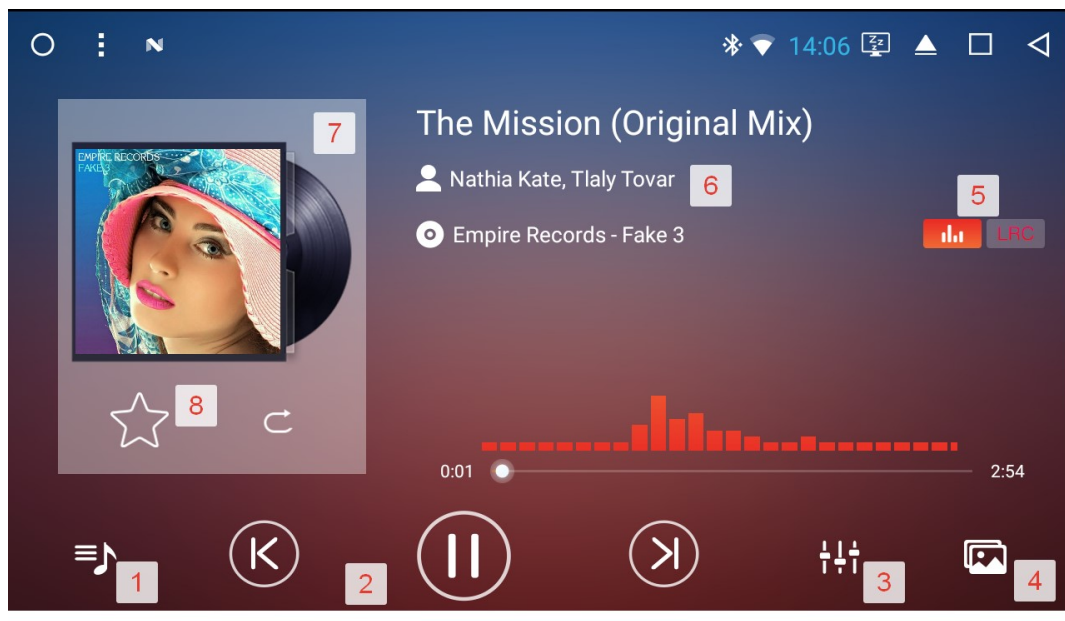 14:06
7
EMPIRE RECORDS
FAKE 3
The Mission (Original Mix)
Nathia Kate, Tlaly Tovar
6
Empire Records - Fake 3
5
LRC
8
0:01
2:54
1
2
3
4